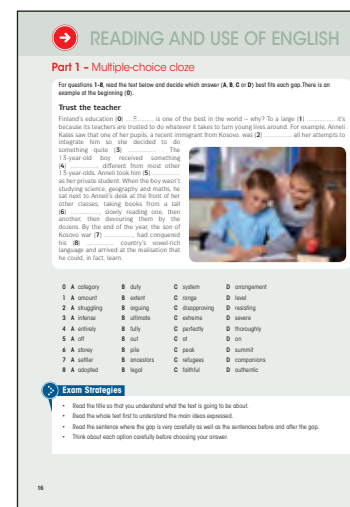 READING AND USE OF ENGLISH
Part 1 – Multiple-choice cloze
For questions 1–8, read the text below and decide which answer (A, B, C or D) best fits each gap. There is an
example at the beginning (0).
Trust the teacher
Finland's education (0) ....C........ is one of the best in the world – why? To a large (1) ................ it's
because its teachers are trusted to do whatever it takes to turn young lives around. For example, Anneli
Kalas saw that one of her pupils, a recent immigrant from Kosovo, was (2) ................ all her attempts to
integrate him so she decided to do
something quite (3) ................ . The
13-year-old boy received something
(4) ................ different from most other
13-year-olds. Anneli took him (5) ................
as her private student. When the boy wasn't
studying science, geography and maths, he
sat next to Anneli's desk at the front of her
other classes, taking books from a tall
(6) ................, slowly reading one, then
another, then devouring them by the
dozens. By the end of the year, the son of
Kosovo war (7) ................ had conquered
his (8) ................ country's vowel-rich
language and arrived at the realisation that
he could, in fact, learn.
0 A category B duty C system D arrangement
1 A amount B extent C range D level
2 A struggling B arguing C disapproving D resisting
3 A intense B ultimate C extreme D severe
4 A entirely B fully C perfectly D thoroughly
5 A off B out C at D on
6 A storey B pile C peak D summit
7 A settler B ancestors C refugees D companions
8 A adopted B legal C faithful D authentic
Exam Strategies
• Read the title so that you understand what the text is going to be about.
• Read the whole text first to understand the main ideas expressed.
• Read the sentence where the gap is very carefully as well as the sentences before and after the gap.
• Think about each option carefully before choosing your answer.
16